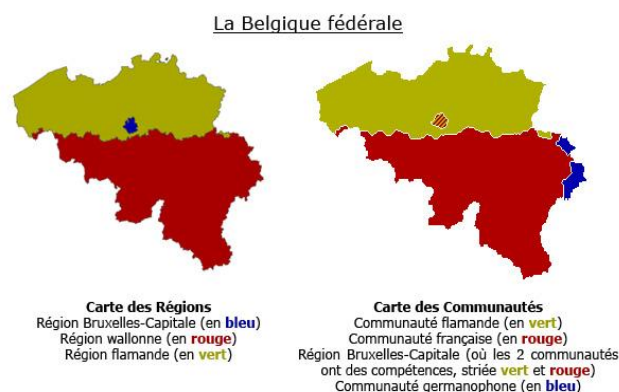 La Belgique fédérale
Carte des Régions
Région Bruxelles-Capitale (en bleu)
Région wallonne (en rouge)
Région flamande (en vert)
Carte des Communautés
Communauté flamande (en vert)
Communauté française (en rouge)
Région Bruxelles-Capitale (où les 2 communautés
ont des compétences, striée vert et rouge)
Communauté germanophone (en bleu)